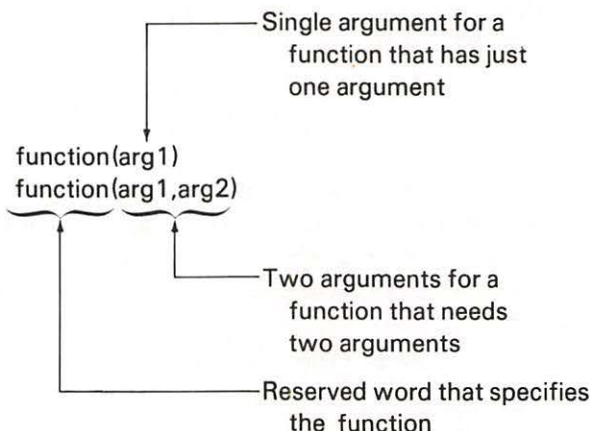 Single argument for a
function that has just
one argument
function(arg1)
function(arg1,arg2)
Two arguments for a
function that needs
two arguments
Reserved word that specifies
the function